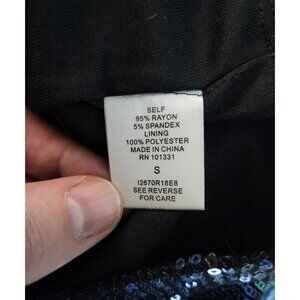 SELF
95% RAYON
5% SPANDEX
LINING
100% POLYESTER
MADE IN CHINA
RN 101331
S
I2670R18E8
SEE REVERSE
FOR CARE